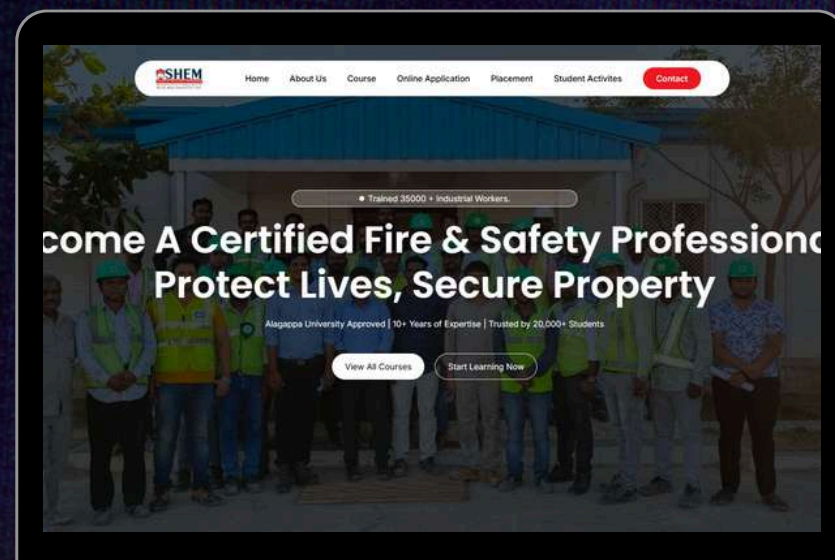 SHEM
Home About Us Course Online Application Placement Student Activites Contact
Trained 35000 + Industrial Workers.
come A Certified Fire & Safety Professiona
Protect Lives, Secure Property
Alagappa University Approved | 10+ Years of Expertise | Trusted by 20,000+ Students
View All Courses Start Learning Now